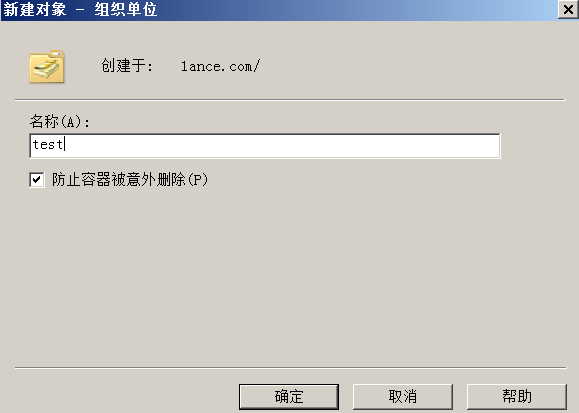 新建对象 - 组织单位
创建于: lance.com/
名称(A):
test
防止容器被意外删除(P)
确定 取消 帮助